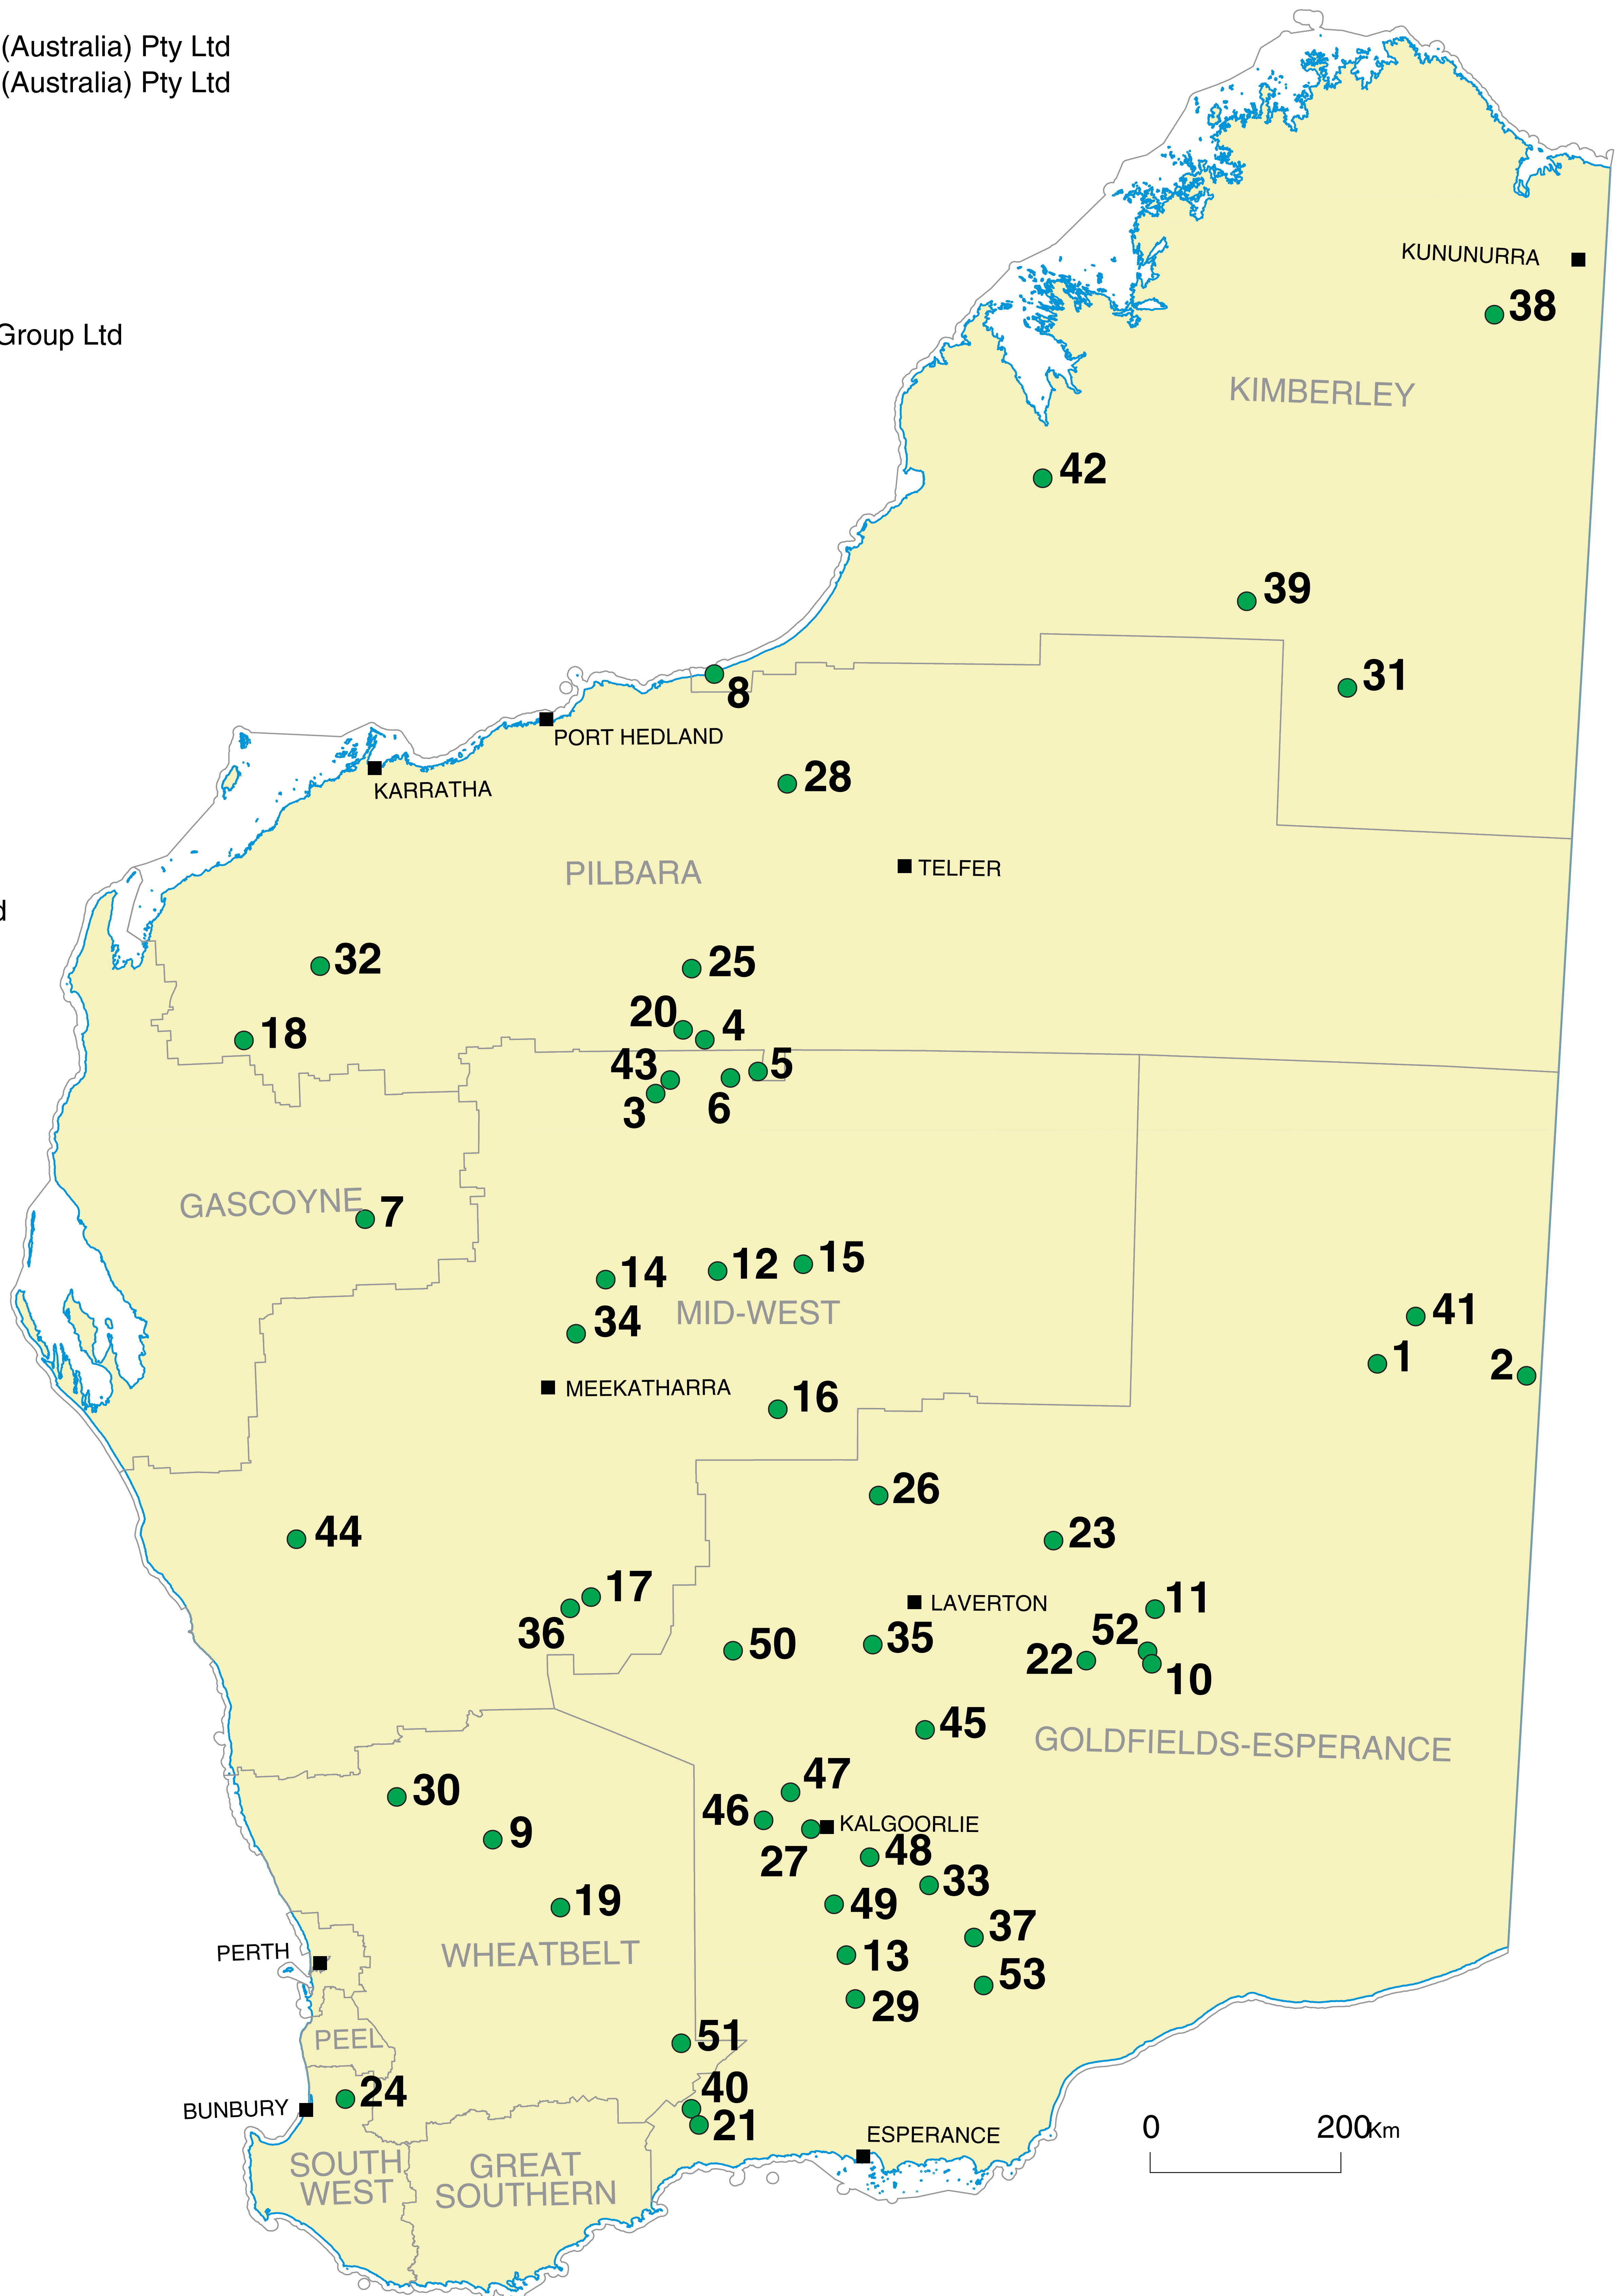 (Australia) Pty Ltd
(Australia) Pty Ltd
KUNUNURRA
38
Group Ltd
KIMBERLEY
42
39
31
8
PORT HEDLAND
28
KARRATHA
PILBARA
TELFER
d
32
25
20
4
18
43
5
3
6
GASCOYNE
7
14
12
15
34
MID-WEST
41
1
2
MEEKATHARRA
16
26
44
23
17
36
LAVERTON
11
50
35
52
22
10
45
GOLDFIELDS-ESPERANCE
47
30
46
KALGOORLIE
9
27
48
33
19
49
37
PERTH
WHEATBELT
13
53
29
PEEL
51
24
40
BUNBURY
21
ESPERANCE
0 200Km
SOUTH
WEST
GREAT
SOUTHERN